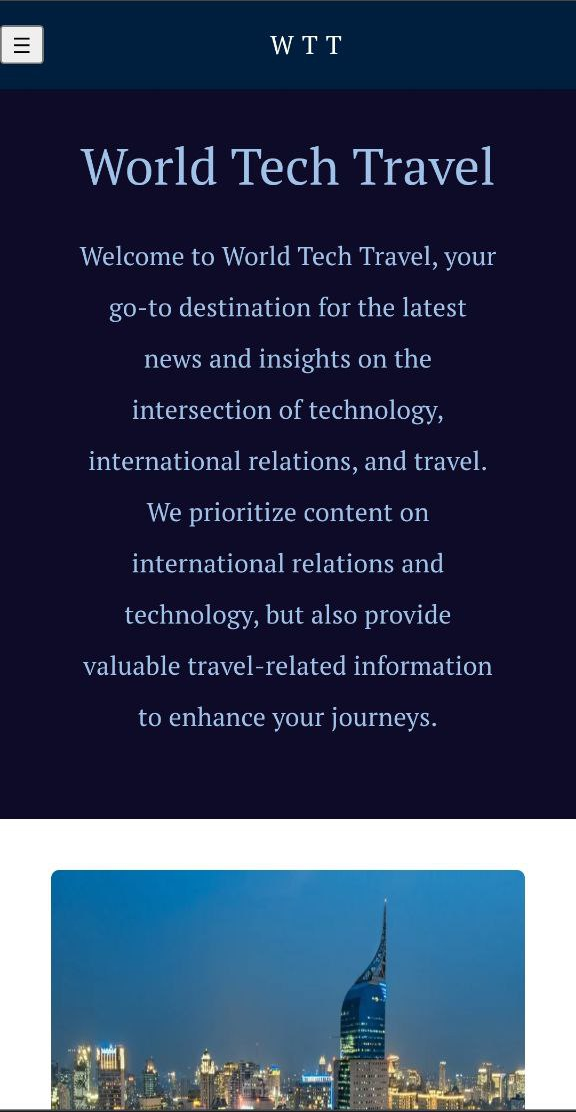 ☰
W T T
World Tech Travel
Welcome to World Tech Travel, your
go-to destination for the latest
news and insights on the
intersection of technology,
international relations, and travel.
We prioritize content on
international relations and
technology, but also provide
valuable travel-related information
to enhance your journeys.